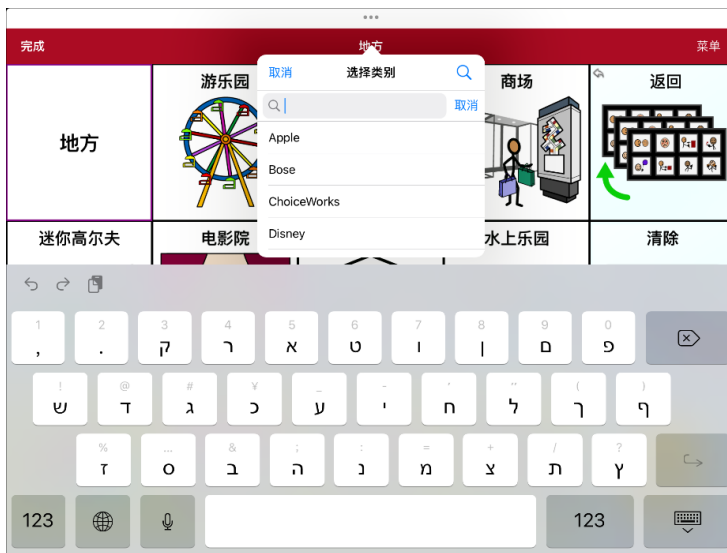 完成 地方 菜单
地方
游乐园
商场
返回
取消 选择类别
取消
Apple
Bose
ChoiceWorks
Disney
迷你高尔夫
电影院
水上乐园
清除
1 2 3 4 5 6 7 8 9 0
, . ק ר א ט ו ן ם פ
! @ # ¥ _ - ' " ( )
ש ד ג כ ע י ח ל ך ף
% ... & ; : = + / ?
ז ס ב ה נ מ צ ת ץ
123 123